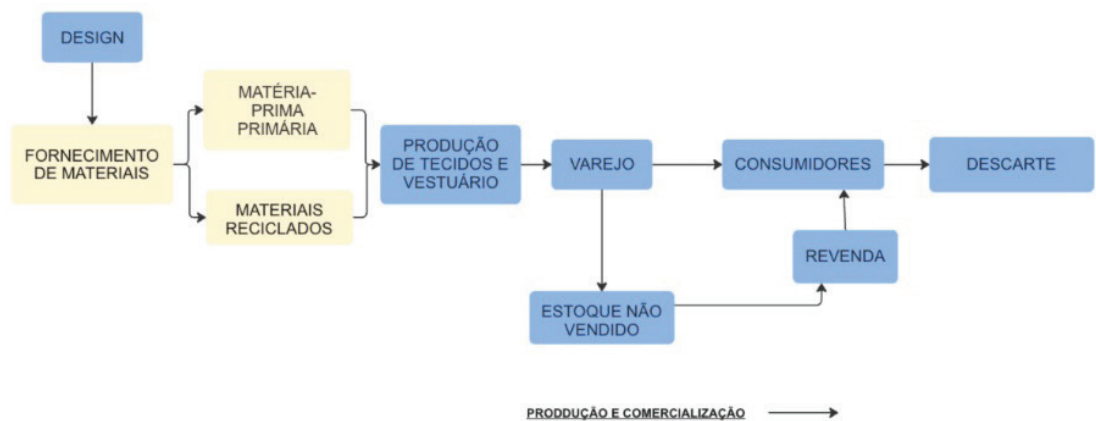 DESIGN
FORNECIMENTO
DE MATERIAIS
MATÉRIA-
PRIMA
PRIMÁRIA
MATERIAIS
RECICLADOS
PRODUÇÃO
DE TECIDOS E
VESTUÁRIO
VAREJO
CONSUMIDORES
DESCARTE
REVENDA
ESTOQUE NÃO
VENDIDO
PRODDUÇÃO E COMERCIALIZAÇÃO